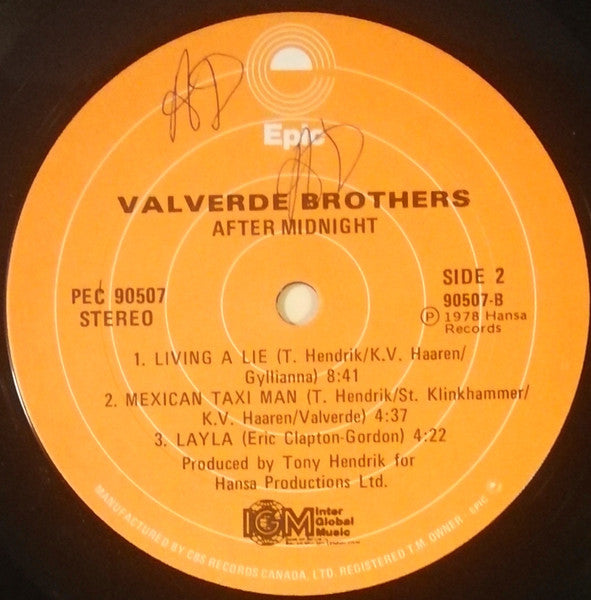 AD
Epic
AD
VALVERDE BROTHERS
AFTER MIDNIGHT
PEC 90507
STEREO
SIDE 2
90507-B
Ⓟ 1978 Hansa
Records
1. LIVING A LIE (T. Hendrik/K.V. Haaren/
Gyllianna) 8:41
2. MEXICAN TAXI MAN (T. Hendrik/St. Klinkhammer/
K.V. Haaren/Valverde) 4:37
3. LAYLA (Eric Clapton-Gordon) 4:22
Produced by Tony Hendrik for
Hansa Productions Ltd.
IGM Inter
Global
Music
MANUFACTURED BY CBS RECORDS CANADA, LTD. REGISTERED T.M. OWNER - EPIC